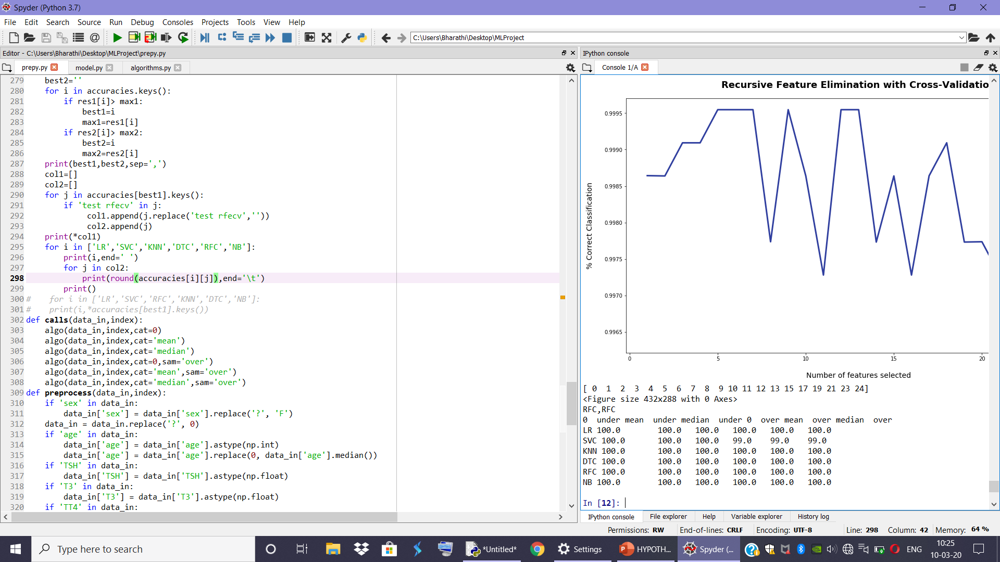 Spyder (Python 3.7)
File Edit Search Source Run Debug Consoles Projects Tools View Help
C:\Users\Bharathi\Desktop\MLProject
Editor - C:\Users\Bharathi\Desktop\MLProject\prepy.py
prepy.py model.py algorithms.py
279     best2=''
280     for i in accuracies.keys():
281         if res1[i]> max1:
282             best1=i
283             max1=res1[i]
284         if res2[i]> max2:
285             best2=i
286             max2=res2[i]
287     print(best1,best2,sep=',')
288     col1=[]
289     col2=[]
290     for j in accuracies[best1].keys():
291         if 'test rfecv' in j:
292              col1.append(j.replace('test rfecv',''))
293              col2.append(j)
294     print(*col1)
295     for i in ['LR','SVC','KNN','DTC','RFC','NB']:
296         print(i,end=' ')
297         for j in col2:
298             print(round(accuracies[i][j]),end='\t')
299         print()
300 #    for i in ['LR','SVC','RFC','KNN','DTC','NB']:
301 #    print(i,*accuracies[best1].keys())
302 def calls(data_in,index):
303     algo(data_in,index,cat=0)
304     algo(data_in,index,cat='mean')
305     algo(data_in,index,cat='median')
306     algo(data_in,index,cat=0,sam='over')
307     algo(data_in,index,cat='mean',sam='over')
308     algo(data_in,index,cat='median',sam='over')
309 def preprocess(data_in,index):
310     if 'sex' in data_in:
311         data_in['sex'] = data_in['sex'].replace('?', 'F')
312     data_in = data_in.replace('?', 0)
313     if 'age' in data_in:
314         data_in['age'] = data_in['age'].astype(np.int)
315         data_in['age'] = data_in['age'].replace(0, data_in['age'].median())
316     if 'TSH' in data_in:
317         data_in['TSH'] = data_in['TSH'].astype(np.float)
318     if 'T3' in data_in:
319         data_in['T3'] = data_in['T3'].astype(np.float)
320     if 'TT4' in data_in:
IPython console
Console 1/A
Recursive Feature Elimination with Cross-Validatio
% Correct Classification
0.9995
0.9990
0.9985
0.9980
0.9975
0.9970
0.9965
0 5 10 15 20
Number of features selected
[ 0  1  2  3  4  5  6  7  8  9 10 11 12 13 15 17 19 21 23 24]
<Figure size 432x288 with 0 Axes>
RFC,RFC
0  under mean  under median  under 0  over mean  over median  over
LR 100.0 100.0 100.0 100.0 100.0 100.0
SVC 100.0 100.0 100.0 99.0 99.0 99.0
KNN 100.0 100.0 100.0 100.0 100.0 100.0
DTC 100.0 100.0 100.0 100.0 100.0 100.0
RFC 100.0 100.0 100.0 100.0 100.0 100.0
NB 100.0 100.0 100.0 100.0 100.0 100.0
In [12]:
IPython console File explorer Help Variable explorer History log
Permissions: RW End-of-lines: CRLF Encoding: UTF-8 Line: 298 Column: 42 Memory: 64 %
Type here to search
*Untitled*
Settings
HYPOTH...
Spyder (...
ENG
10:25
10-03-20